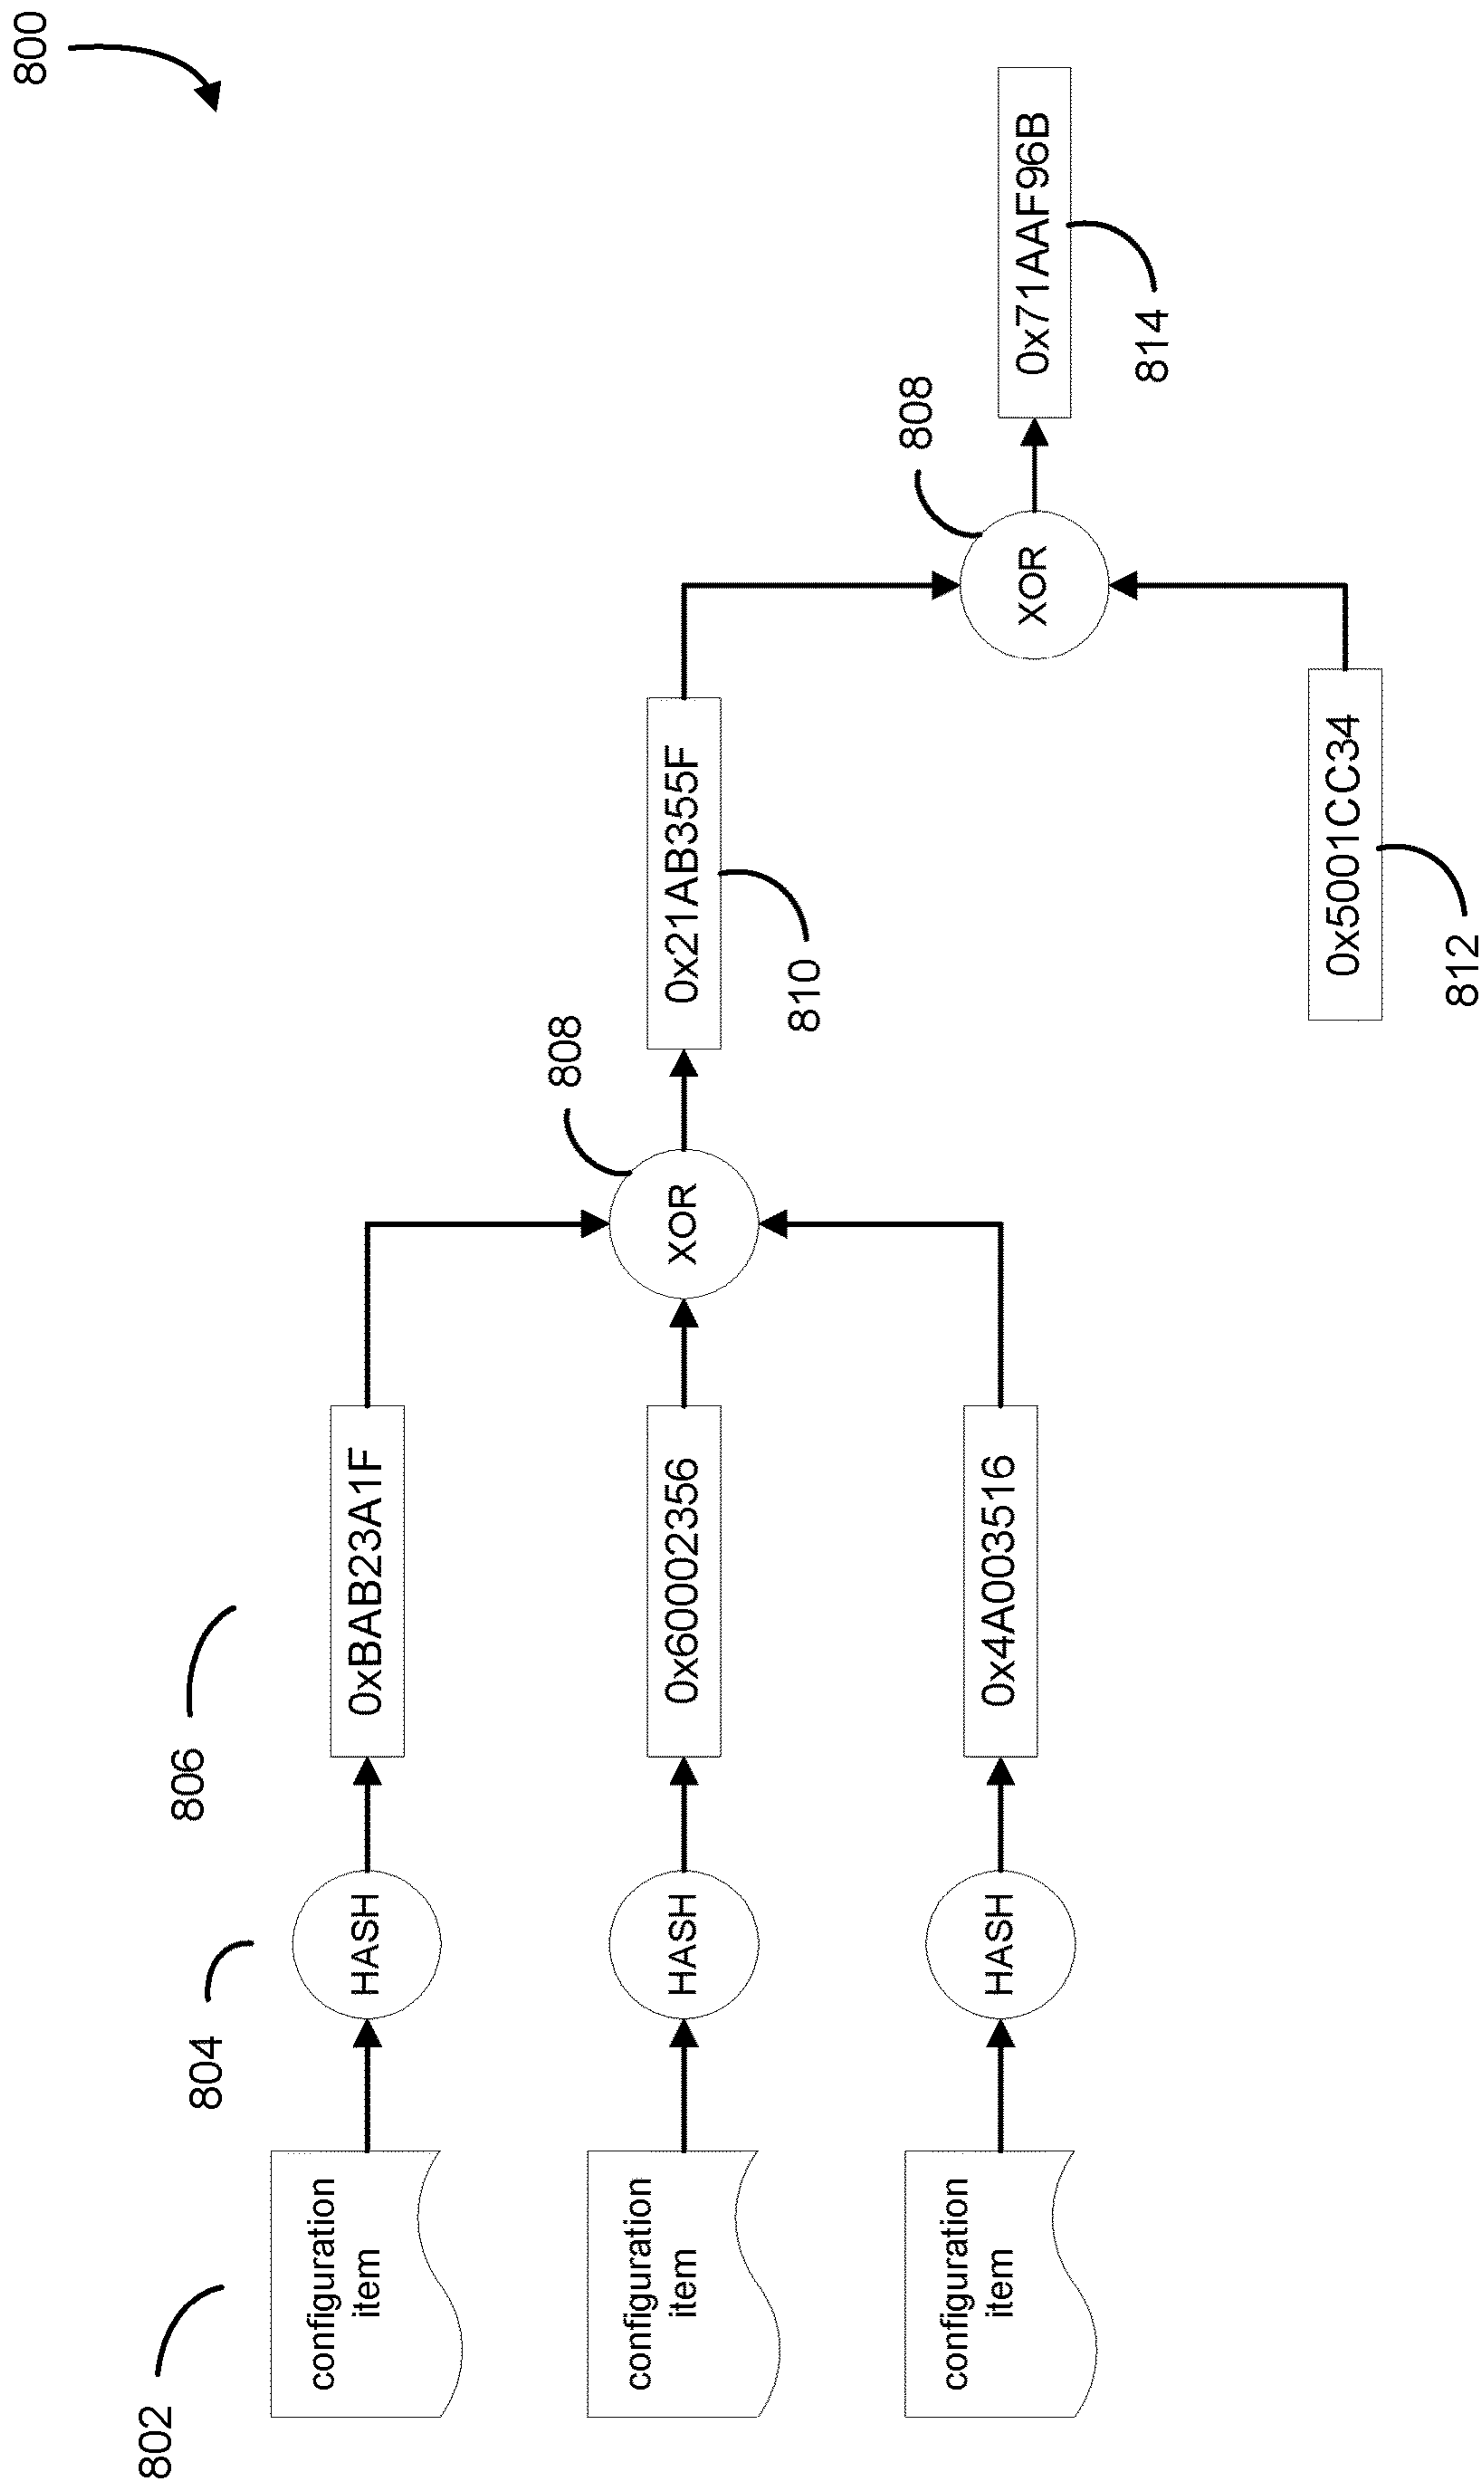 800
802
804
806
configuration
item
HASH
0xBAB23A1F
808
configuration
item
HASH
0x60002356
XOR
0x21AB355F
810
808
configuration
item
HASH
0x4A003516
XOR
0x71AAF96B
814
0x5001CC34
812